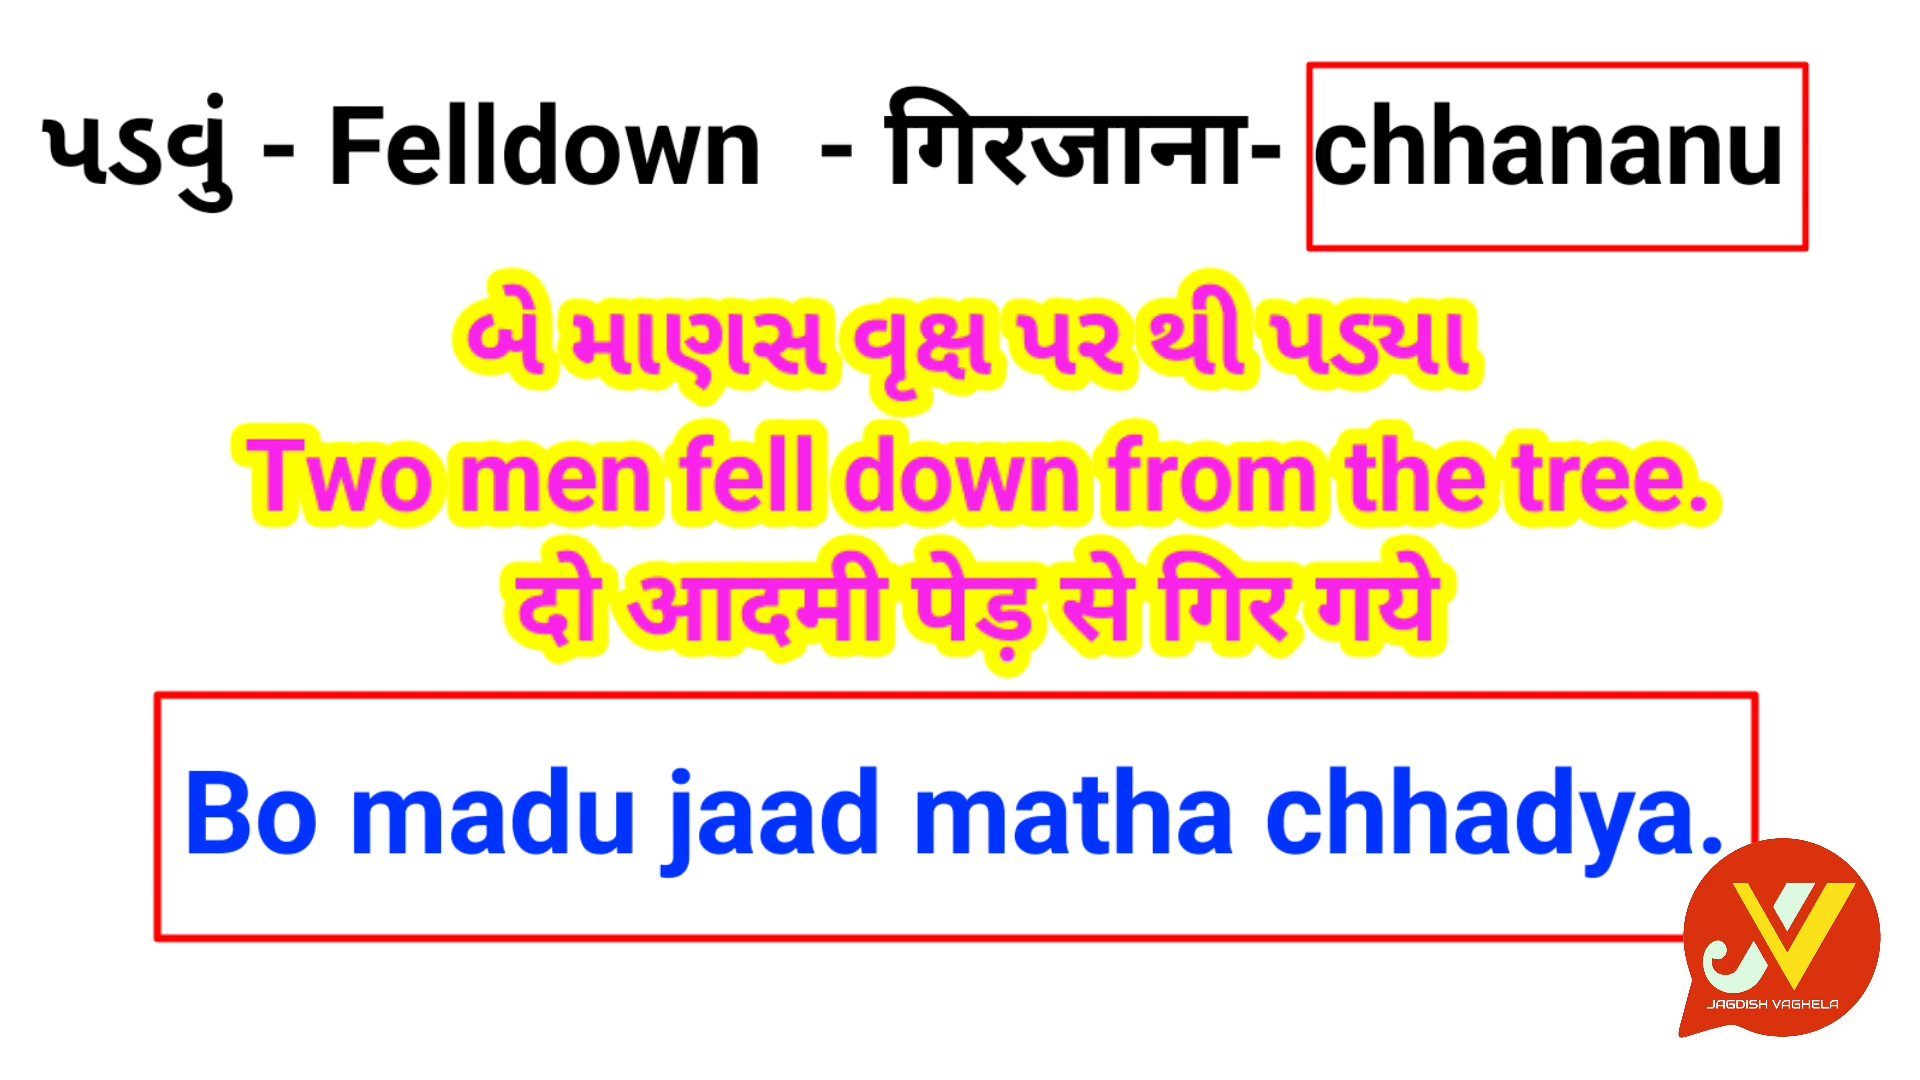 પડવું - Felldown - गिरजाना- chhananu
બે માણસ વૃક્ષ પર થી પડ્યા
Two men fell down from the tree.
दो आदमी पेड़ से गिर गये
Bo madu jaad matha chhadya.
JAGDISH VAGHELA